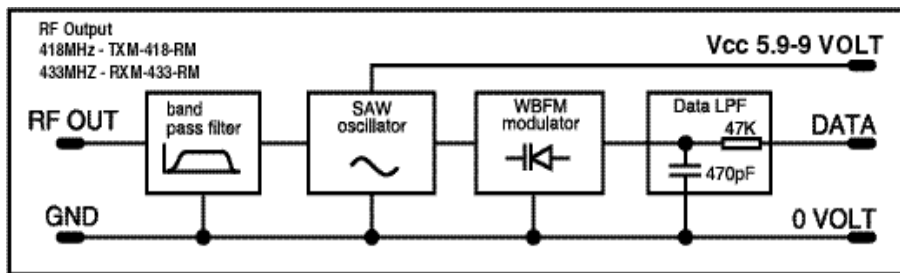 RF Output
418MHz - TXM-418-RM
433MHZ - RXM-433-RM
Vcc 5.9-9 VOLT
RF OUT
band
pass filter
SAW
oscillator
WBFM
modulator
Data LPF
47K
470pF
DATA
GND
0 VOLT